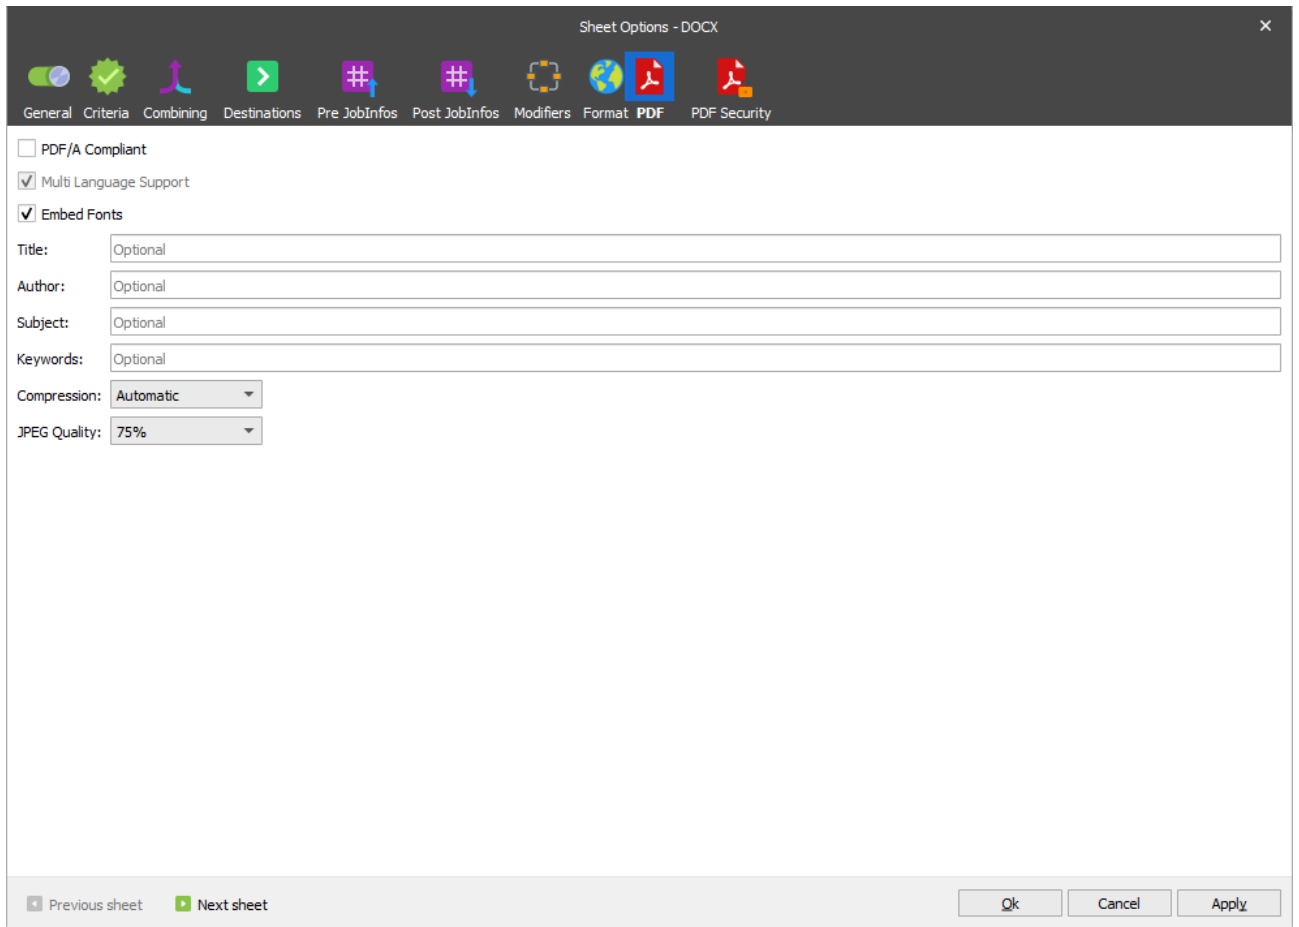 Sheet Options - DOCX
General Criteria Combining Destinations Pre JobInfos Post JobInfos Modifiers Format PDF PDF Security
PDF/A Compliant
Multi Language Support
Embed Fonts
Title: Optional
Author: Optional
Subject: Optional
Keywords: Optional
Compression: Automatic
JPEG Quality: 75%
Previous sheet Next sheet Ok Cancel Apply